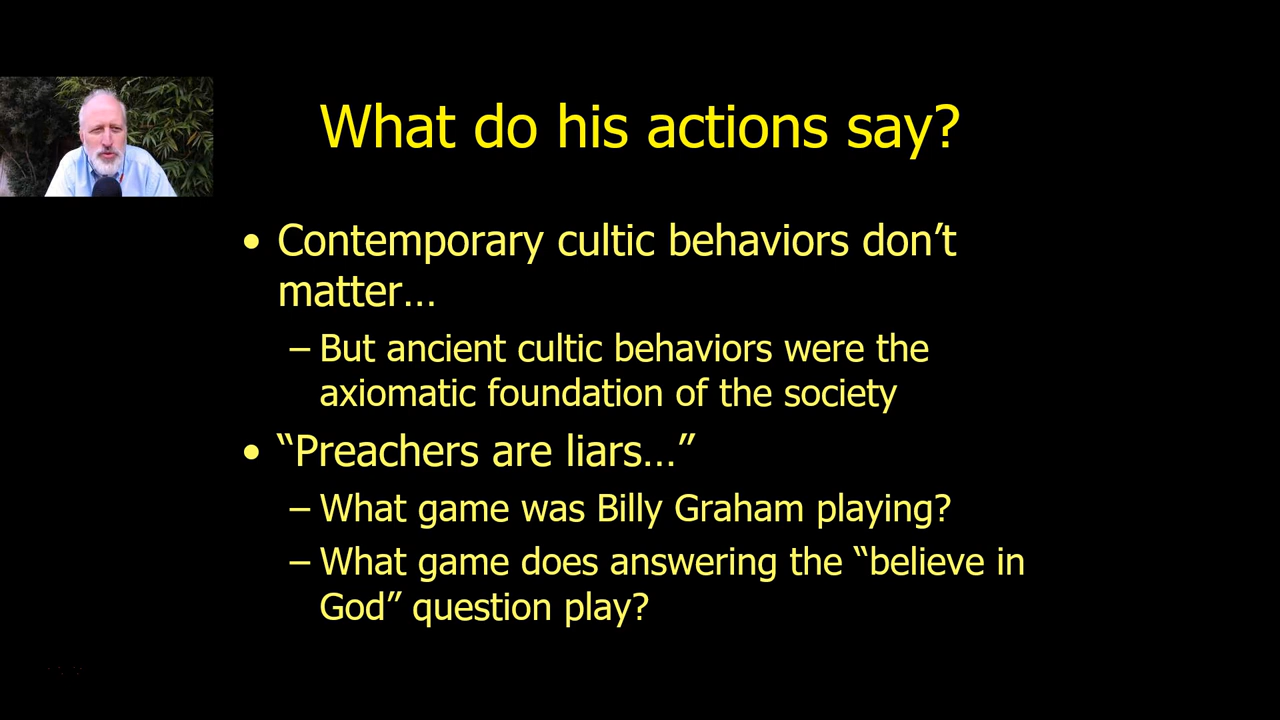 What do his actions say?
• Contemporary cultic behaviors don’t
matter…
– But ancient cultic behaviors were the
axiomatic foundation of the society
• “Preachers are liars…”
– What game was Billy Graham playing?
– What game does answering the “believe in
God” question play?